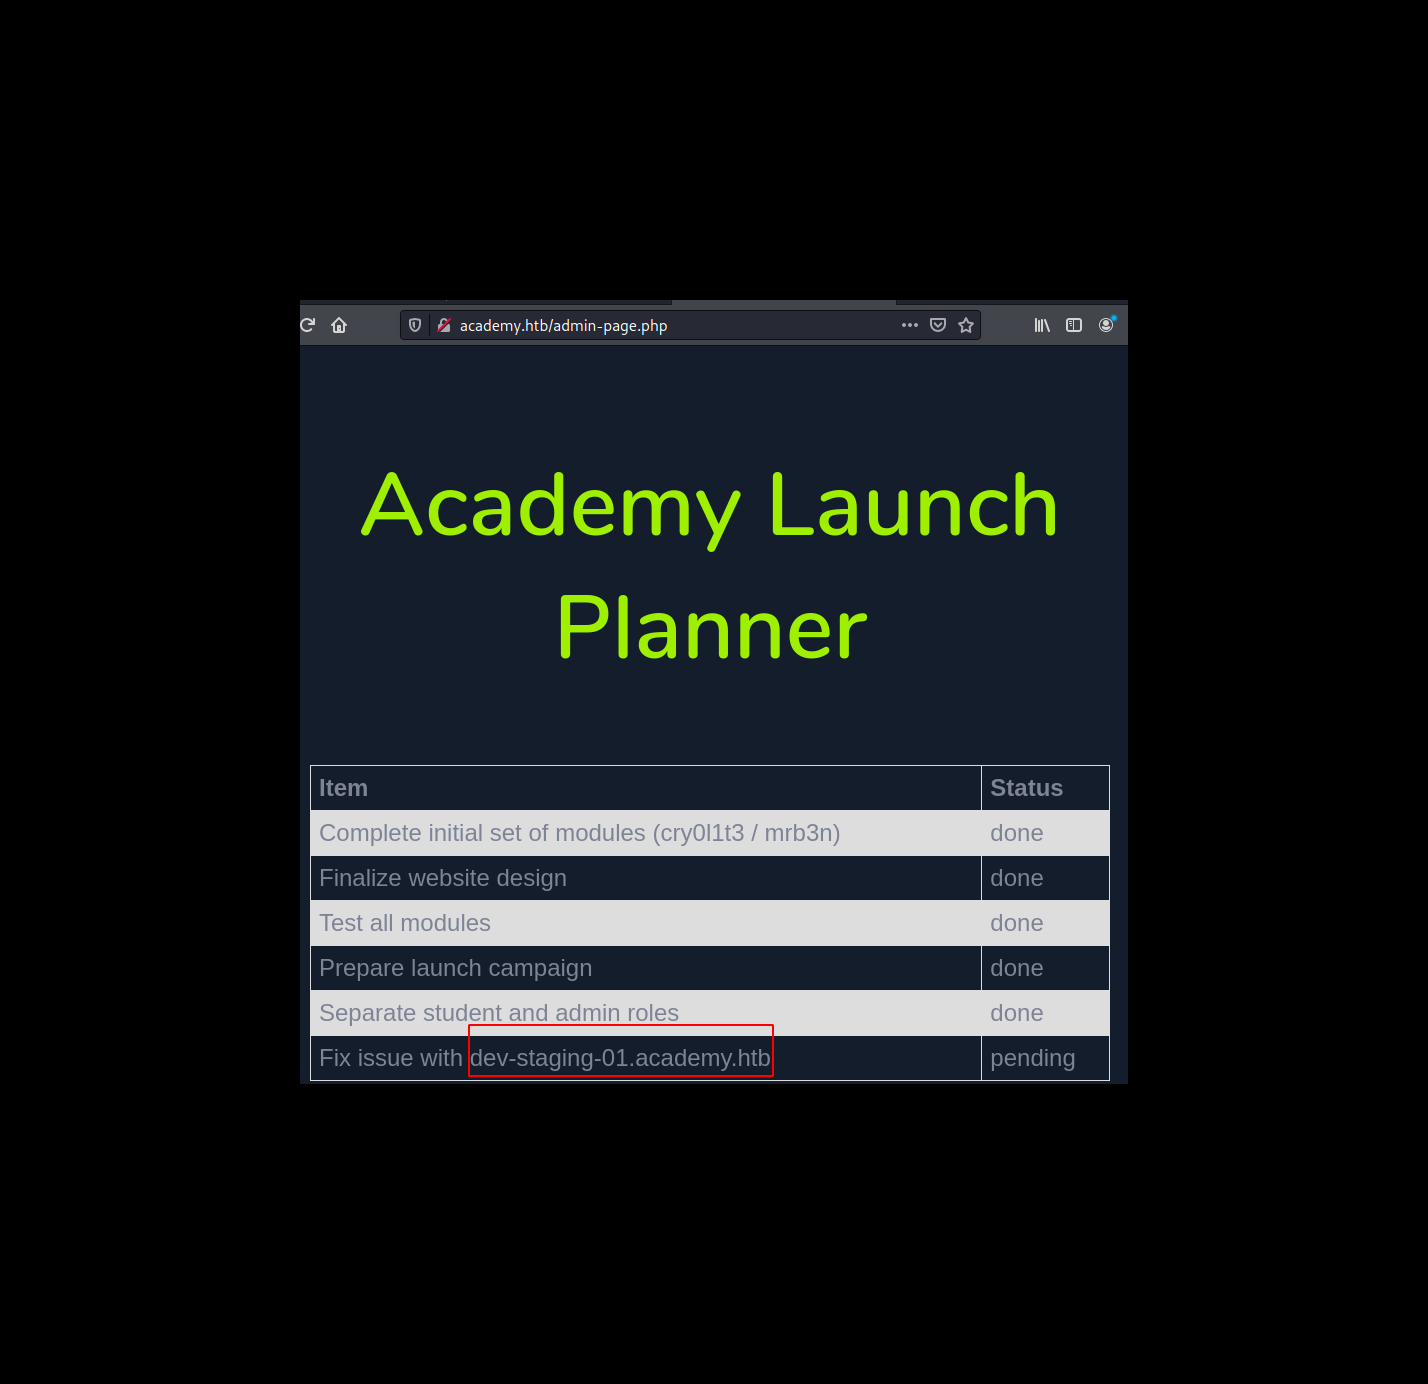 academy.htb/admin-page.php
Academy Launch
Planner
Item Status
Complete initial set of modules (cry0l1t3 / mrb3n) done
Finalize website design done
Test all modules done
Prepare launch campaign done
Separate student and admin roles done
Fix issue with dev-staging-01.academy.htb pending